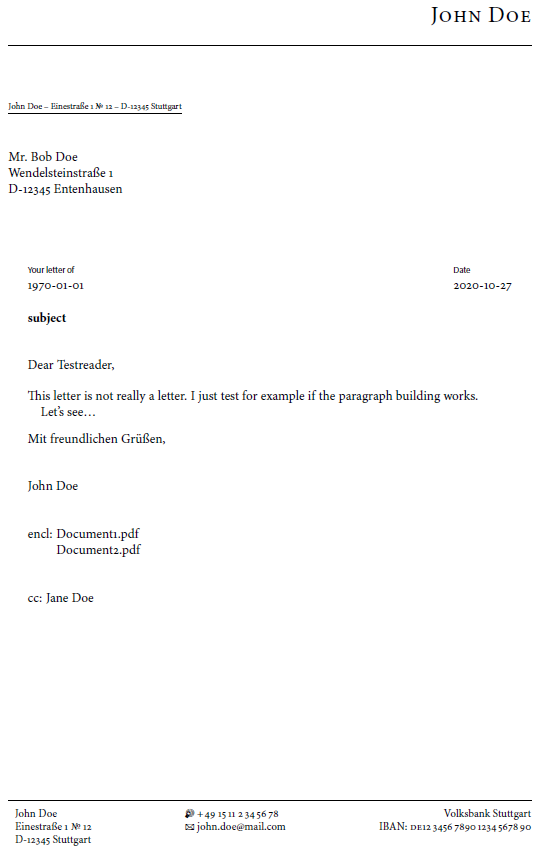 John Doe
John Doe – Einestraße 1 № 12 – D-12345 Stuttgart
Mr. Bob Doe
Wendelsteinstraße 1
D-12345 Entenhausen
Your letter of
Date
1970-01-01
2020-10-27
subject
Dear Testreader,
This letter is not really a letter. I just test for example if the paragraph building works.
Let's see…
Mit freundlichen Grüßen,
John Doe
encl: Document1.pdf
Document2.pdf
cc: Jane Doe
John Doe
Einestraße 1 № 12
D-12345 Stuttgart
+49 15 11 2 34 56 78
john.doe@mail.com
Volksbank Stuttgart
IBAN: DE12 3456 7890 1234 5678 90